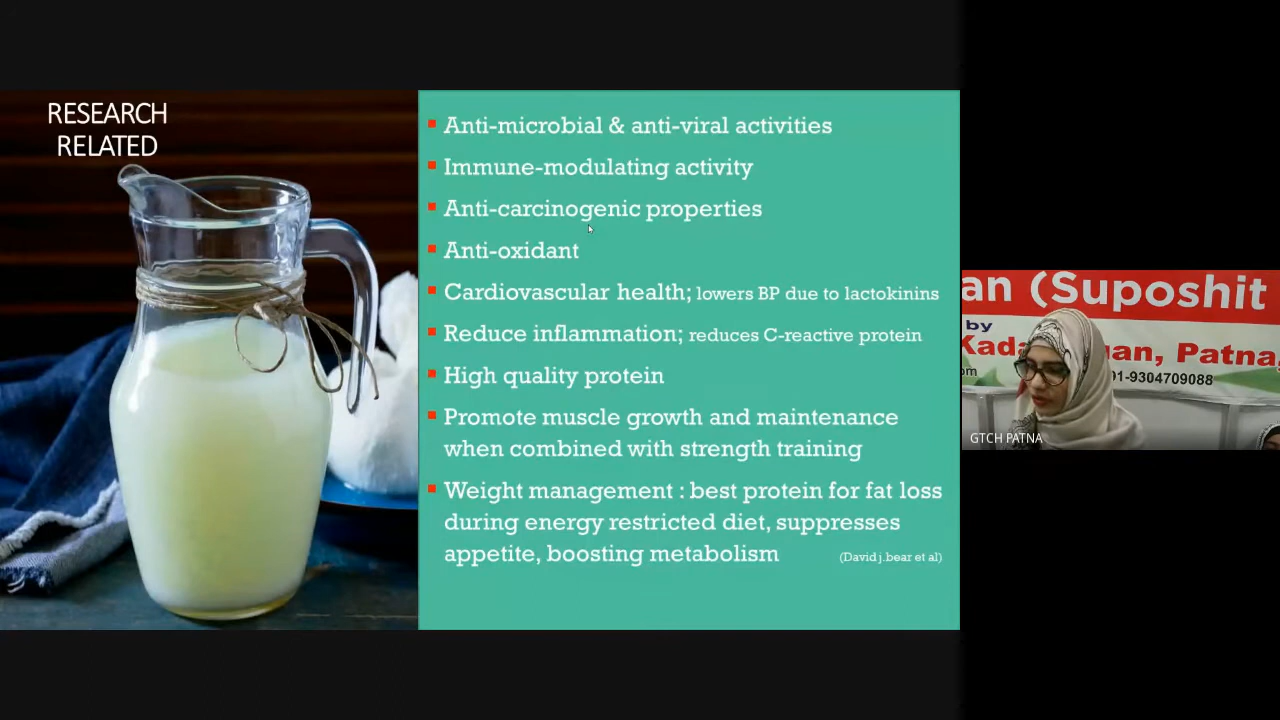 RESEARCH
RELATED
Anti-microbial & anti-viral activities
Immune-modulating activity
Anti-carcinogenic properties
Anti-oxidant
Cardiovascular health; lowers BP due to lactokinins
Reduce inflammation; reduces C-reactive protein
High quality protein
Promote muscle growth and maintenance
when combined with strength training
Weight management : best protein for fat loss
during energy restricted diet, suppresses
appetite, boosting metabolism (David j.bear et al)
an (Suposhit
by
Patna,
01-9304709088
GTCH PATNA